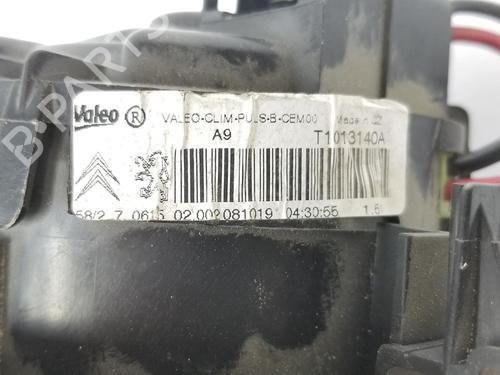 B-PARTS
Valeo ® VALEO-CLIM-PULS-B-CEM00 Made in CZ
A9 T1013140A
58/2 7 0615 02 002 081019 04:30:55 1.5